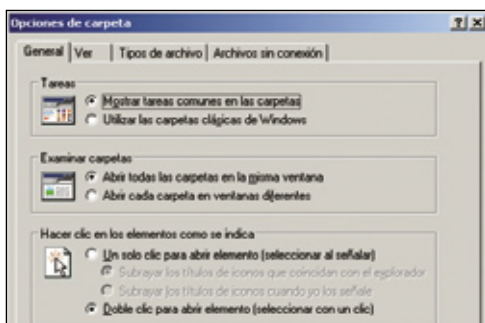 Opciones de carpeta
General Ver Tipos de archivo Archivos sin conexión
Tareas
Mostrar tareas comunes en las carpetas
Utilizar las carpetas clásicas de Windows
Examinar carpetas
Abrir todas las carpetas en la misma ventana
Abrir cada carpeta en ventanas diferentes
Hacer clic en los elementos como se indica
Un solo clic para abrir elemento (seleccionar al señalar)
Subrayar los títulos de iconos que coincidan con el explorador
Subrayar los títulos de iconos cuando yo los señale
Doble clic para abrir elemento (seleccionar con un clic)